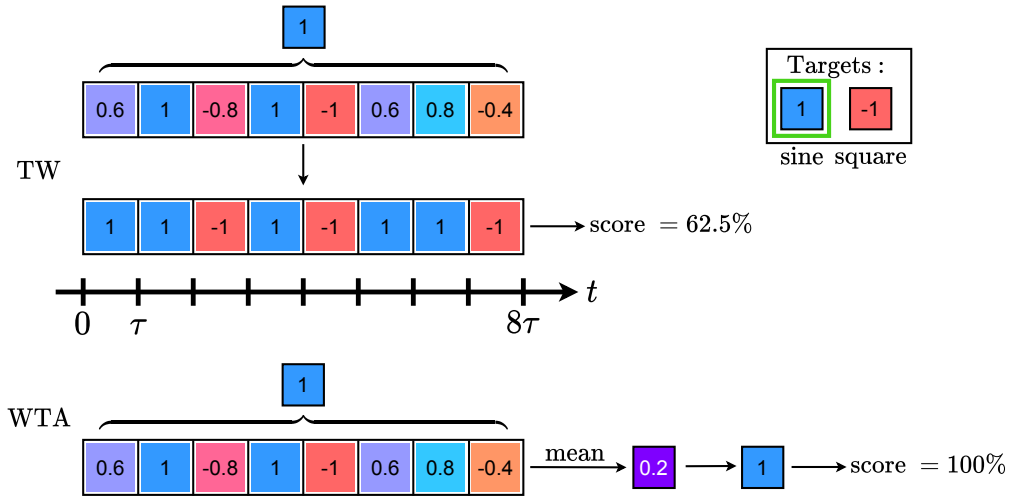 1
Targets :
0.6 1 -0.8 1 -1 0.6 0.8 -0.4
1 -1
sine square
TW
1 1 -1 1 -1 1 1 -1
score = 62.5%
t
0 τ 8τ
1
WTA
0.6 1 -0.8 1 -1 0.6 0.8 -0.4
mean
0.2
1
score = 100%